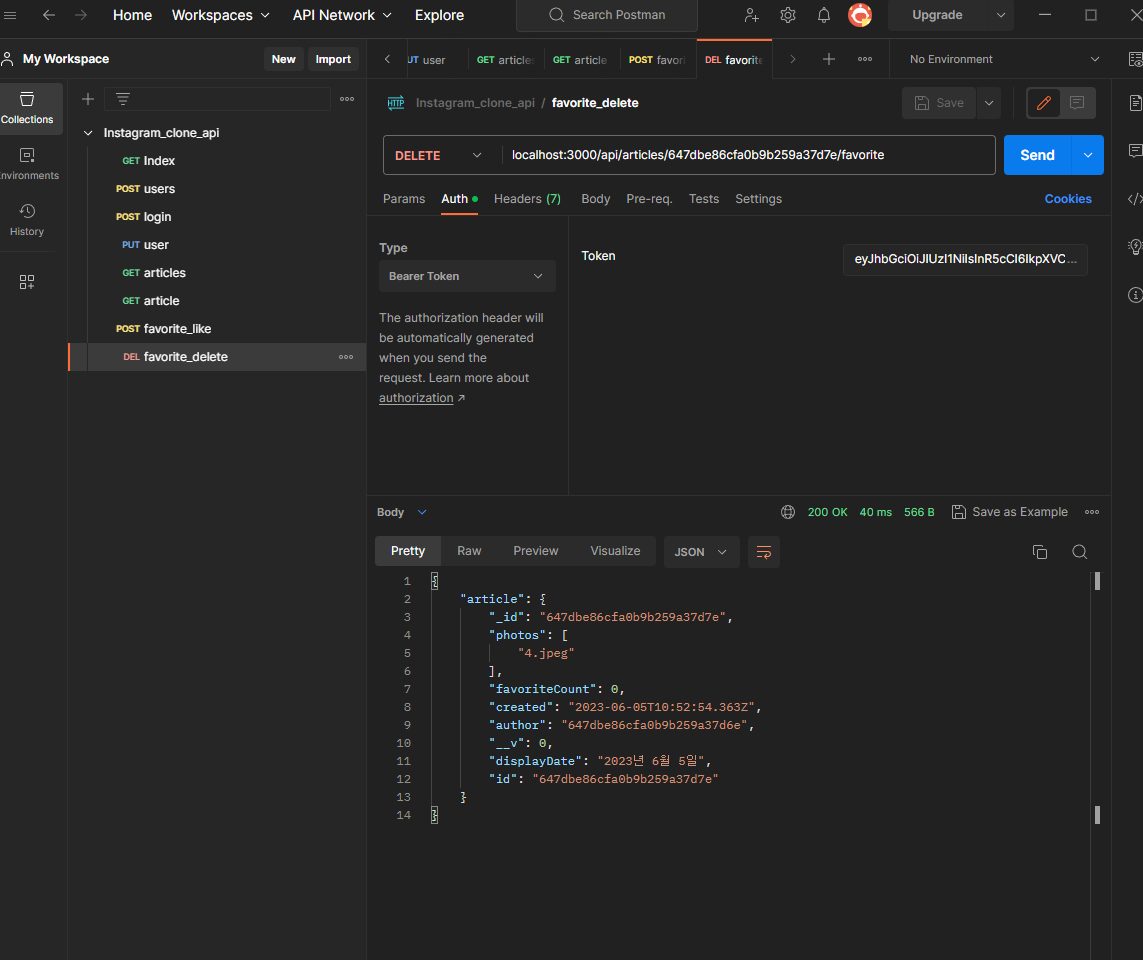 Home Workspaces API Network Explore Search Postman Upgrade
My Workspace New Import UT user GET article GET article POST favori DEL favorite No Environment
Collections
Instagram_clone_api / favorite_delete Save
Instagram_clone_api
DELETE localhost:3000/api/articles/647dbe86cfa0b9b259a37d7e/favorite Send
GET Index
nvironments
POST users
Params Auth Headers (7) Body Pre-req. Tests Settings Cookies
POST login
History
PUT user
Type
Token eyJhbGciOiJIUzI1NiIsInR5cCI6IkpXVC...
GET articles
Bearer Token
GET article
POST favorite_like
The authorization header will
be automatically generated
when you send the
request. Learn more about
authorization ↗
DEL favorite_delete
Body 200 OK 40 ms 566 B Save as Example
Pretty Raw Preview Visualize JSON
1 {
2 "article": {
3 "_id": "647dbe86cfa0b9b259a37d7e",
4 "photos": [
5 "4.jpeg"
6 ],
7 "favoriteCount": 0,
8 "created": "2023-06-05T10:52:54.363Z",
9 "author": "647dbe86cfa0b9b259a37d6e",
10 "__v": 0,
11 "displayDate": "2023년 6월 5일",
12 "id": "647dbe86cfa0b9b259a37d7e"
13 }
14 }